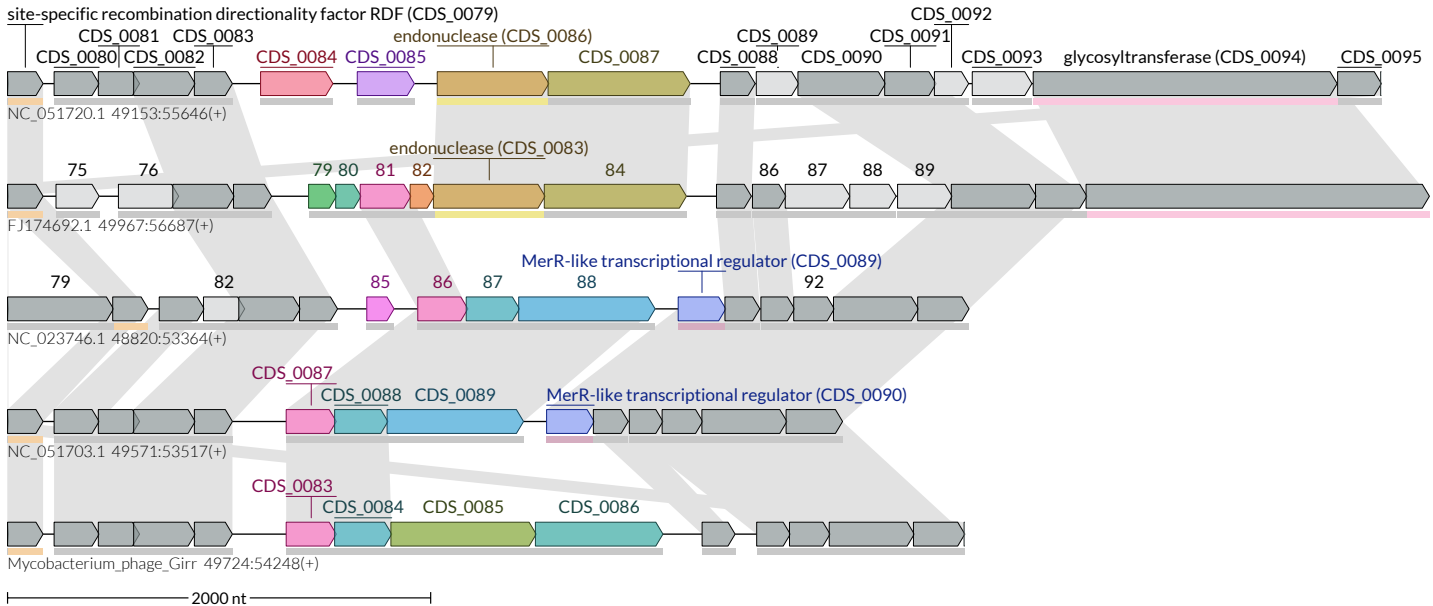 site-specific recombination directionality factor RDF (CDS_0079)
CDS_0092
CDS_0081 CDS_0083 endonuclease (CDS_0086) CDS_0089 CDS_0091
CDS_0080 CDS_0082 CDS_0084 CDS_0085 CDS_0087 CDS_0088 CDS_0090 CDS_0093 glycosyltransferase (CDS_0094) CDS_0095
NC_051720.1 49153:55646(+)
endonuclease (CDS_0083)
75 76 79 80 81 82 84 86 87 88 89
FJ174692.1 49967:56687(+)
MerR-like transcriptional regulator (CDS_0089)
79 82 85 86 87 88 92
NC_023746.1 48820:53364(+)
CDS_0087
CDS_0088 CDS_0089 MerR-like transcriptional regulator (CDS_0090)
NC_051703.1 49571:53517(+)
CDS_0083
CDS_0084 CDS_0085 CDS_0086
Mycobacterium_phage_Girr 49724:54248(+)
2000 nt